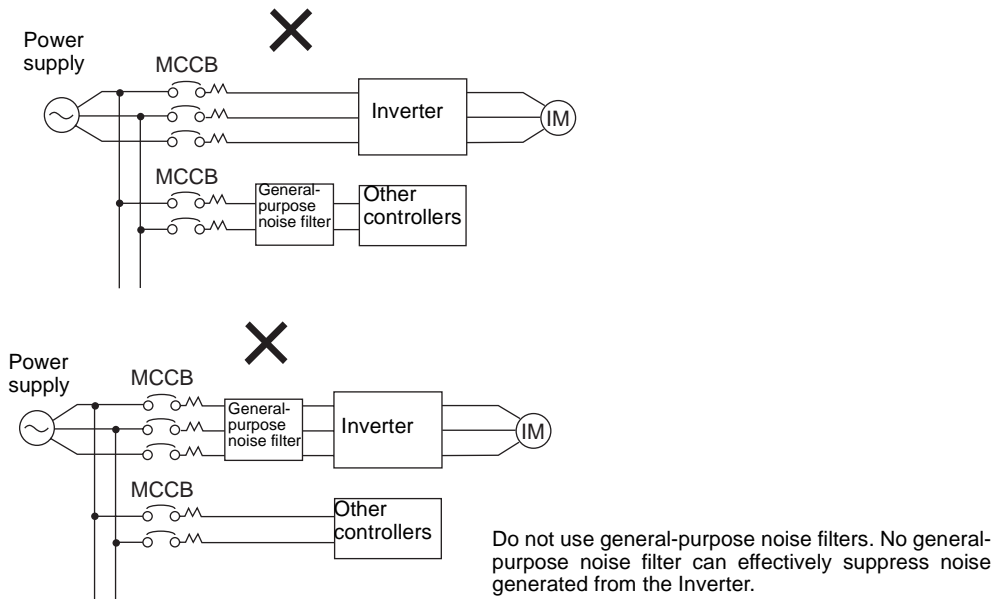 Power
supply
MCCB
Inverter
IM
MCCB
General-
purpose
noise filter
Other
controllers
Power
supply
MCCB
General-
purpose
noise filter
Inverter
IM
MCCB
Other
controllers
Do not use general-purpose noise filters. No general-
purpose noise filter can effectively suppress noise
generated from the Inverter.